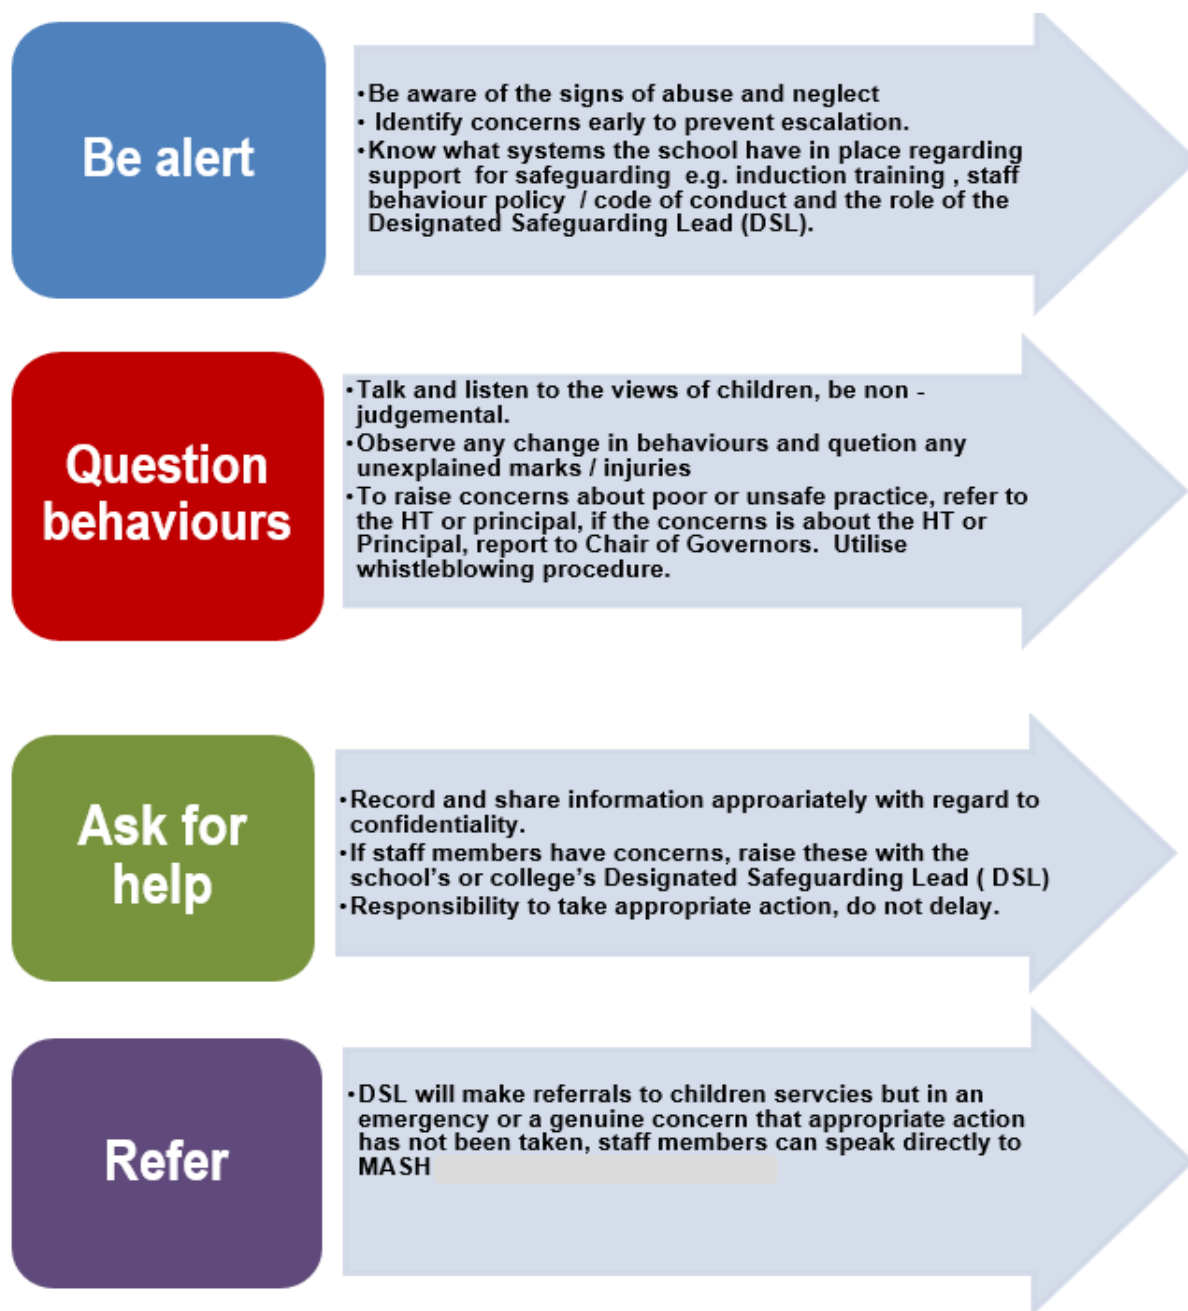 Be alert
•Be aware of the signs of abuse and neglect
• Identify concerns early to prevent escalation.
•Know what systems the school have in place regarding
support for safeguarding e.g. induction training , staff
behaviour policy / code of conduct and the role of the
Designated Safeguarding Lead (DSL).
Question
behaviours
•Talk and listen to the views of children, be non -
judgemental.
•Observe any change in behaviours and quetion any
unexplained marks / injuries
•To raise concerns about poor or unsafe practice, refer to
the HT or principal, if the concerns is about the HT or
Principal, report to Chair of Governors. Utilise
whistleblowing procedure.
Ask for
help
•Record and share information approariately with regard to
confidentiality.
•If staff members have concerns, raise these with the
school’s or college’s Designated Safeguarding Lead ( DSL)
•Responsibility to take appropriate action, do not delay.
Refer
•DSL will make referrals to children servcies but in an
emergency or a genuine concern that appropriate action
has not been taken, staff members can speak directly to
MASH